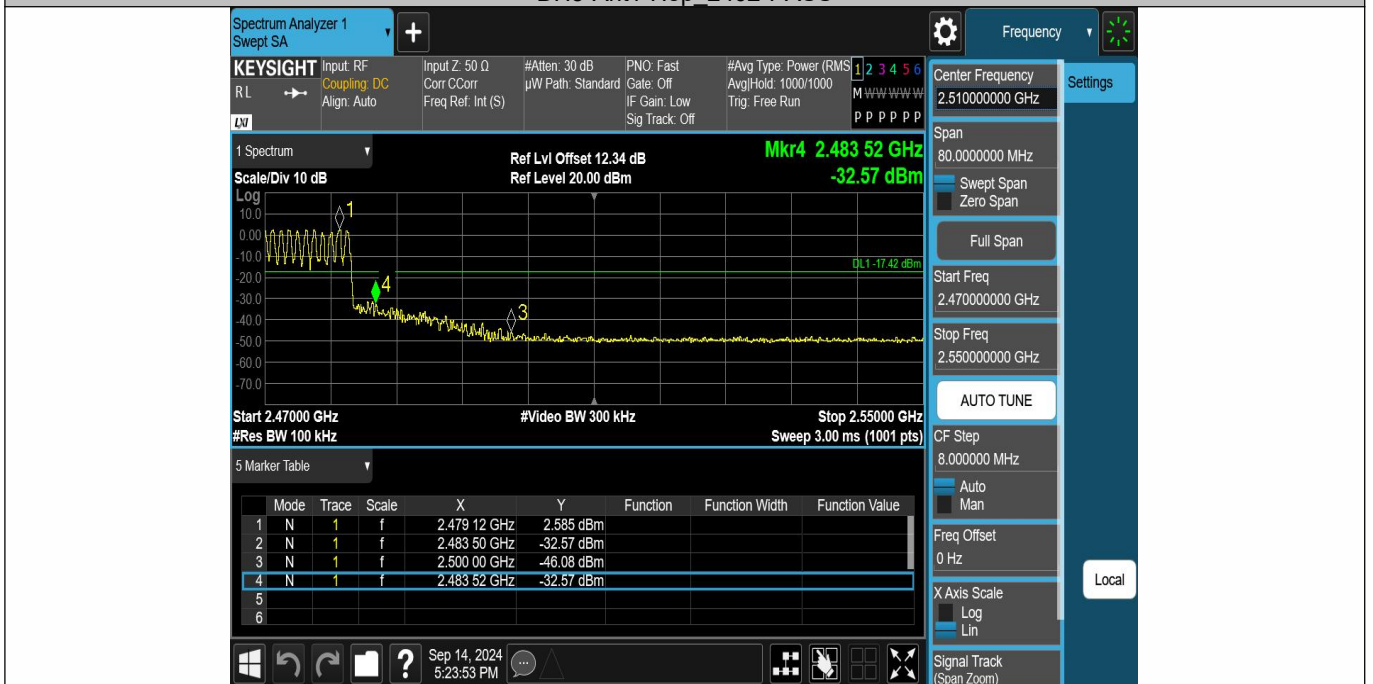 Spectrum Analyzer 1
Swept SA
+
Frequency
KEYSIGHT
RL
LXI
Input: RF
Coupling: DC
Align: Auto
Input Z: 50 Ω
Corr CCorr
Freq Ref: Int (S)
#Atten: 30 dB
µW Path: Standard
PNO: Fast
Gate: Off
IF Gain: Low
Sig Track: Off
#Avg Type: Power (RMS
Avg|Hold: 1000/1000
Trig: Free Run
1 2 3 4 5 6
M W W W W W
P P P P P P
1 Spectrum
Scale/Div 10 dB
Ref Lvl Offset 12.34 dB
Ref Level 20.00 dBm
Mkr4 2.483 52 GHz
-32.57 dBm
Log
10.0
0.00
-10.0
-20.0
-30.0
-40.0
-50.0
-60.0
-70.0
1
4
3
DL1 -17.42 dBm
Start 2.47000 GHz
#Video BW 300 kHz
Stop 2.55000 GHz
#Res BW 100 kHz
Sweep 3.00 ms (1001 pts)
5 Marker Table
Mode Trace Scale X Y Function Function Width Function Value
1 N 1 f 2.479 12 GHz 2.585 dBm
2 N 1 f 2.483 50 GHz -32.57 dBm
3 N 1 f 2.500 00 GHz -46.08 dBm
4 N 1 f 2.483 52 GHz -32.57 dBm
5
6
?
Sep 14, 2024
5:23:53 PM
Center Frequency
2.510000000 GHz
Settings
Span
80.0000000 MHz
Swept Span
Zero Span
Full Span
Start Freq
2.470000000 GHz
Stop Freq
2.550000000 GHz
AUTO TUNE
CF Step
8.000000 MHz
Auto
Man
Freq Offset
0 Hz
Local
X Axis Scale
Log
Lin
Signal Track
(Span Zoom)